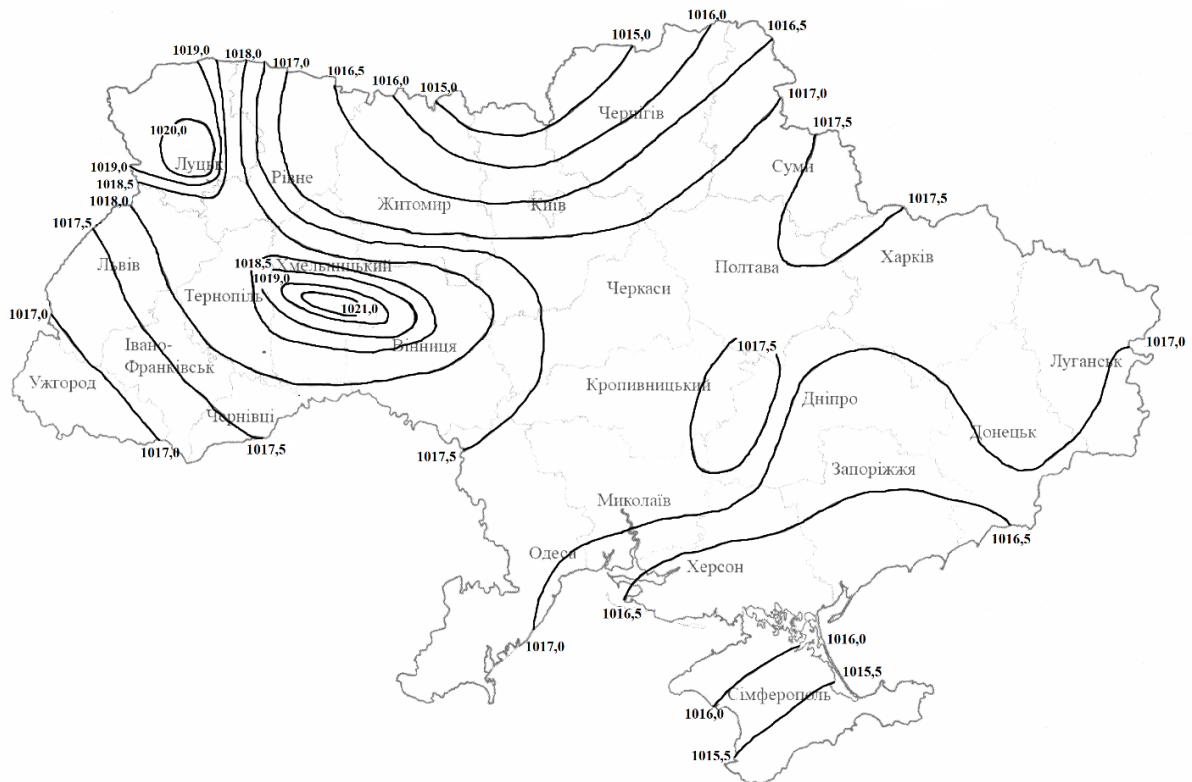 1016,0
1016,5
1015,0
1019,0
1018,0
1017,0
1016,5
1016,0
1015,0
1017,0
Чернігів
1020,0
1017,5
Луцьк
Суми
1019,0
1018,5
Рівне
1018,0
Житомир
Київ
1017,5
1017,5
Львів
Харків
1018,5
Хмельницький
Полтава
1019,0
Тернопіль
Черкаси
1021,0
1017,0
Івано-
Франківськ
Вінниця
1017,5
1017,0
Луганськ
Ужгород
Кропивницький
Дніпро
Чернівці
Донецьк
1017,0
1017,5
1017,5
Запоріжжя
Миколаїв
Одеса
1016,5
Херсон
1016,5
1017,0
1016,0
1015,5
Сімферополь
1016,0
1015,5